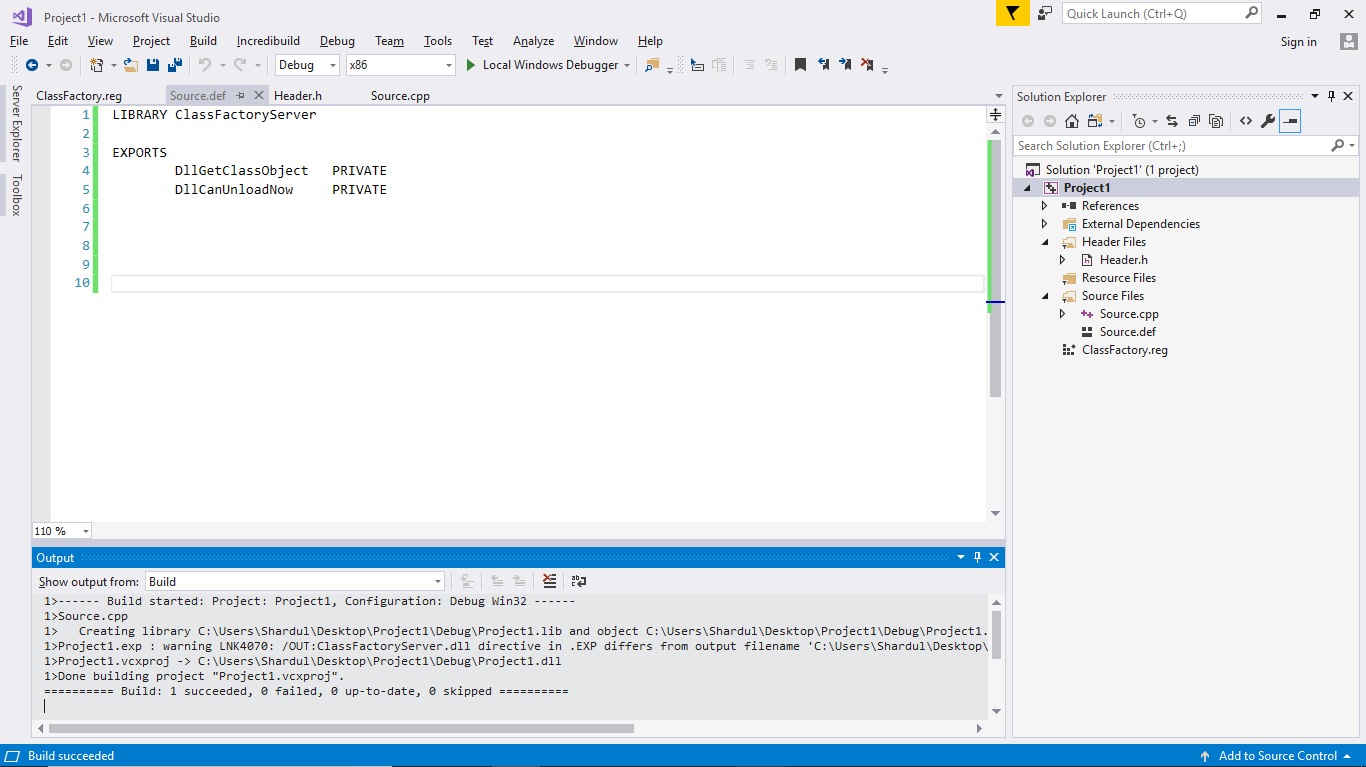 Project1 - Microsoft Visual Studio
Quick Launch (Ctrl+Q)
File Edit View Project Build Incredibuild Debug Team Tools Test Analyze Window Help
Sign in
Debug x86 Local Windows Debugger
Server Explorer
Toolbox
ClassFactory.reg Source.def Header.h Source.cpp
1 LIBRARY ClassFactoryServer
2
3 EXPORTS
4 DllGetClassObject PRIVATE
5 DllCanUnloadNow PRIVATE
6
7
8
9
10
110 %
Output
Show output from: Build
1>------ Build started: Project: Project1, Configuration: Debug Win32 ------
1>Source.cpp
1>   Creating library C:\Users\Shardul\Desktop\Project1\Debug\Project1.lib and object C:\Users\Shardul\Desktop\Project1\Debug\Project1.
1>Project1.exp : warning LNK4070: /OUT:ClassFactoryServer.dll directive in .EXP differs from output filename 'C:\Users\Shardul\Desktop\
1>Project1.vcxproj -> C:\Users\Shardul\Desktop\Project1\Debug\Project1.dll
1>Done building project "Project1.vcxproj".
========== Build: 1 succeeded, 0 failed, 0 up-to-date, 0 skipped ==========
Solution Explorer
Search Solution Explorer (Ctrl+;)
Solution 'Project1' (1 project)
Project1
References
External Dependencies
Header Files
Header.h
Resource Files
Source Files
Source.cpp
Source.def
ClassFactory.reg
Build succeeded
Add to Source Control